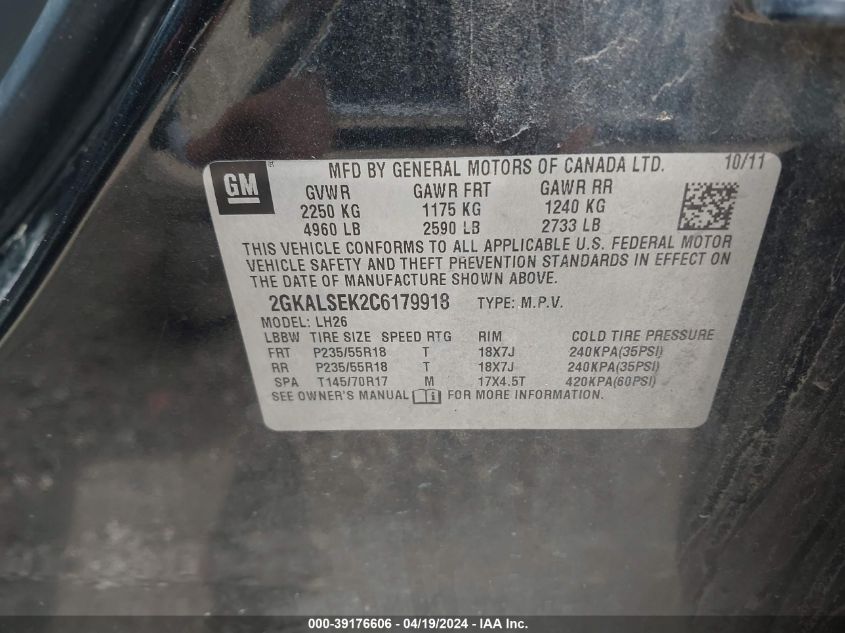 GM
MFD BY GENERAL MOTORS OF CANADA LTD. 10/11
GVWR GAWR FRT GAWR RR
2250 KG 1175 KG 1240 KG
4960 LB 2590 LB 2733 LB
THIS VEHICLE CONFORMS TO ALL APPLICABLE U.S. FEDERAL MOTOR
VEHICLE SAFETY AND THEFT PREVENTION STANDARDS IN EFFECT ON
THE DATE OF MANUFACTURE SHOWN ABOVE.
2GKALSEK2C6179918 TYPE: M.P.V.
MODEL: LH26
LBBW TIRE SIZE SPEED RTG RIM COLD TIRE PRESSURE
FRT P235/55R18 T 18X7J 240KPA(35PSI)
RR P235/55R18 T 18X7J 240KPA(35PSI)
SPA T145/70R17 M 17X4.5T 420KPA(60PSI)
SEE OWNER'S MANUAL FOR MORE INFORMATION.
000-39176606 - 04/19/2024 - IAA Inc.